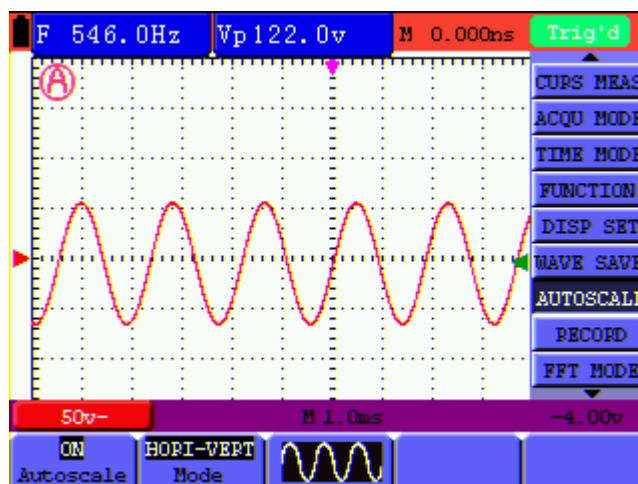 F 546.0Hz
Vp122.0v
M 0.000ns
Trig'd
A
CURS MEAS
ACQU MODE
TIME MODE
FUNCTION
DISP SET
WAVE SAVE
AUTOSCALE
RECORD
FFT MODE
50v~
M 1.0ms
-4.00v
ON
Autoscale
HORI-VERT
Mode